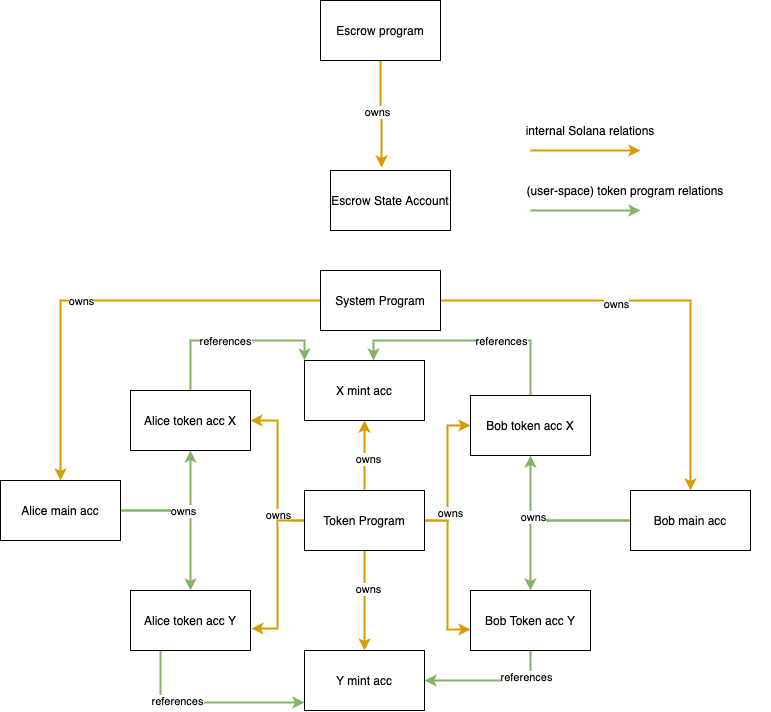 Escrow program
owns
internal Solana relations
(user-space) token program relations
Escrow State Account
System Program
owns
owns
references
references
X mint acc
Alice token acc X
Bob token acc X
owns
Alice main acc
owns
owns
Token Program
owns
owns
Bob main acc
owns
Alice token acc Y
Bob Token acc Y
Y mint acc
references
references